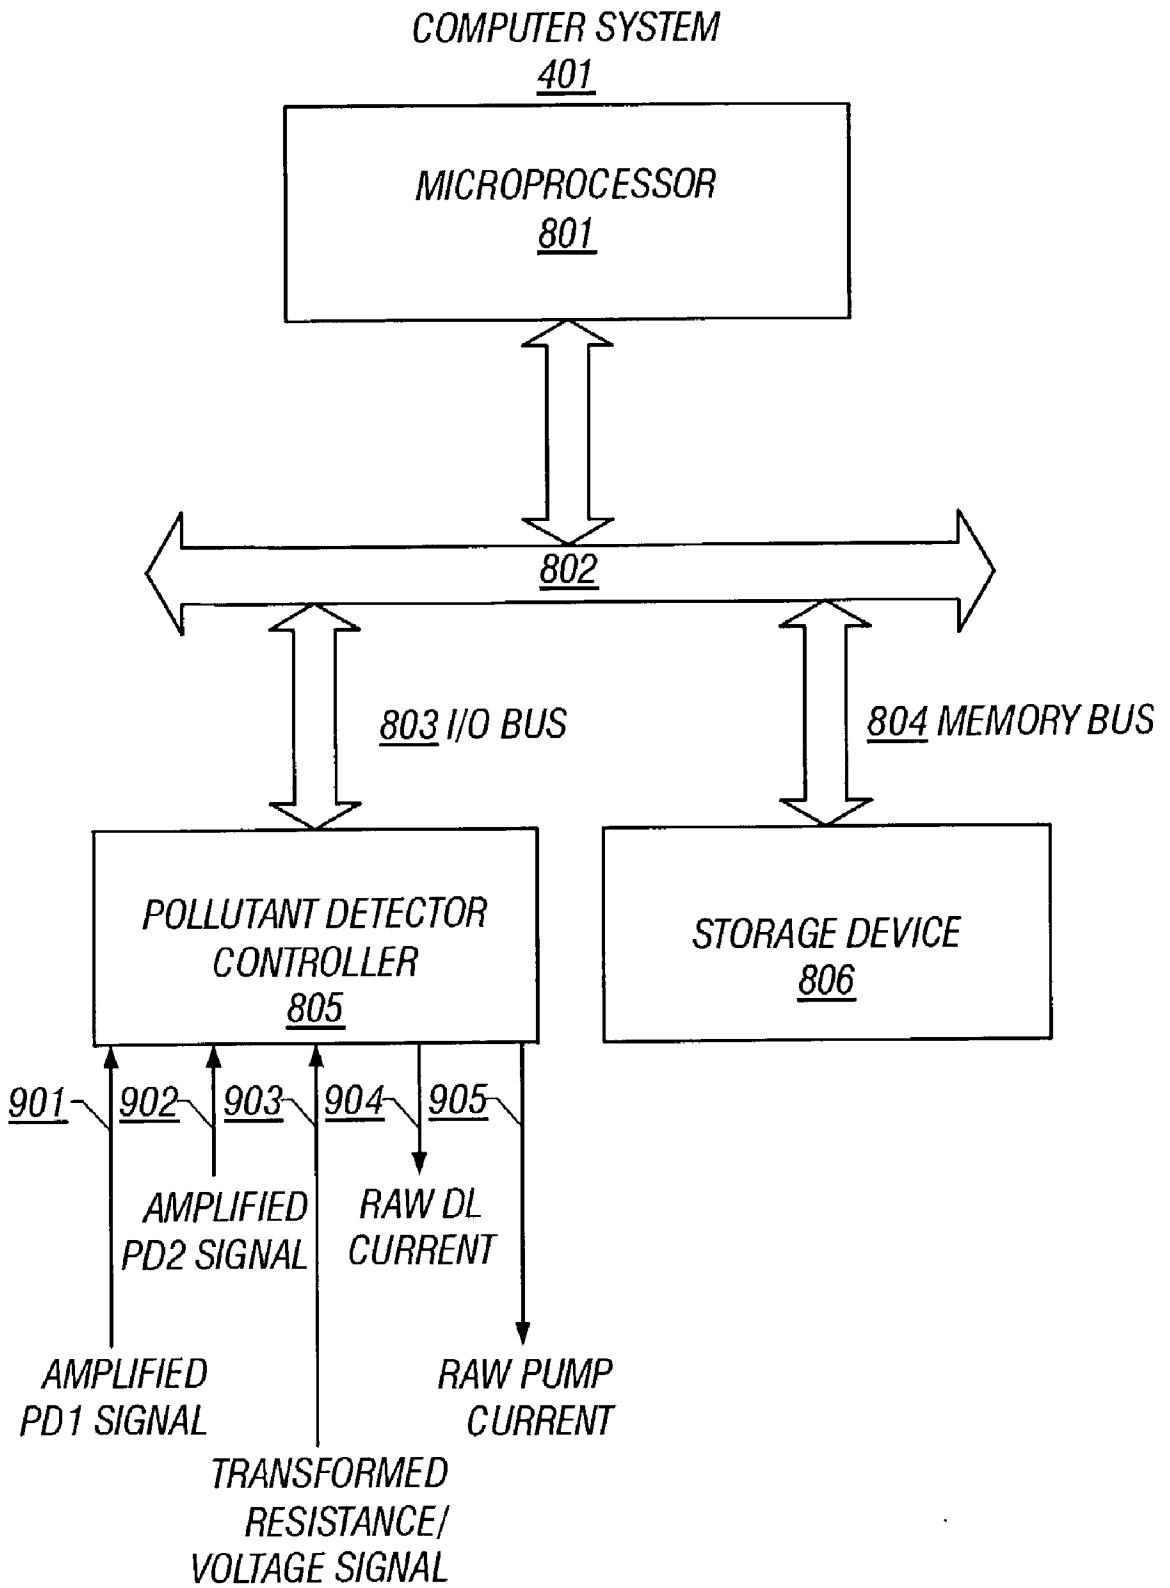 COMPUTER SYSTEM
401
MICROPROCESSOR
801
802
803 I/O BUS
804 MEMORY BUS
POLLUTANT DETECTOR
CONTROLLER
805
STORAGE DEVICE
806
901
902
903
904
905
AMPLIFIED
PD2 SIGNAL
RAW DL
CURRENT
AMPLIFIED
PD1 SIGNAL
RAW PUMP
CURRENT
TRANSFORMED
RESISTANCE/
VOLTAGE SIGNAL